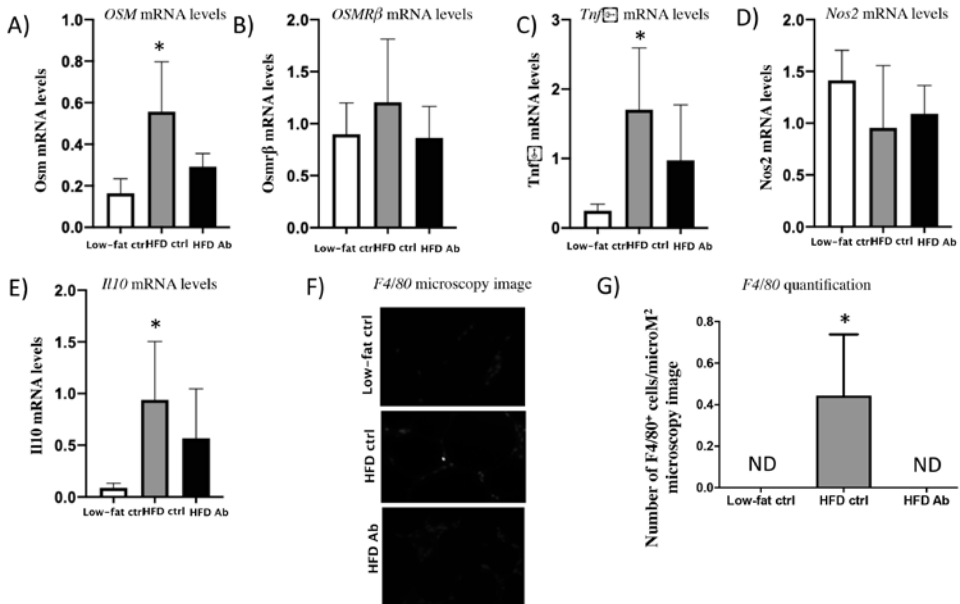 A)
OSM mRNA levels
Osm mRNA levels
0.0
0.2
0.4
0.6
0.8
1.0
*
Low-fat ctrl
HFD ctrl
HFD Ab
B)
OSMRβ mRNA levels
Osmrβ mRNA levels
0.0
0.5
1.0
1.5
2.0
Low-fat ctrl
HFD ctrl
HFD Ab
C)
Tnf mRNA levels
Tnf mRNA levels
0
1
2
3
*
Low-fat ctrl
HFD ctrl
HFD Ab
D)
Nos2 mRNA levels
Nos2 mRNA levels
0.0
0.5
1.0
1.5
2.0
Low-fat ctrl
HFD ctrl
HFD Ab
E)
Il10 mRNA levels
Il10 mRNA levels
0.0
0.5
1.0
1.5
2.0
*
Low-fat ctrl
HFD ctrl
HFD Ab
F)
F4/80 microscopy image
Low-fat ctrl
HFD ctrl
HFD Ab
G)
F4/80 quantification
Number of F4/80⁺ cells/microM²
microscopy image
0.0
0.2
0.4
0.6
0.8
ND
*
ND
Low-fat ctrl
HFD ctrl
HFD Ab